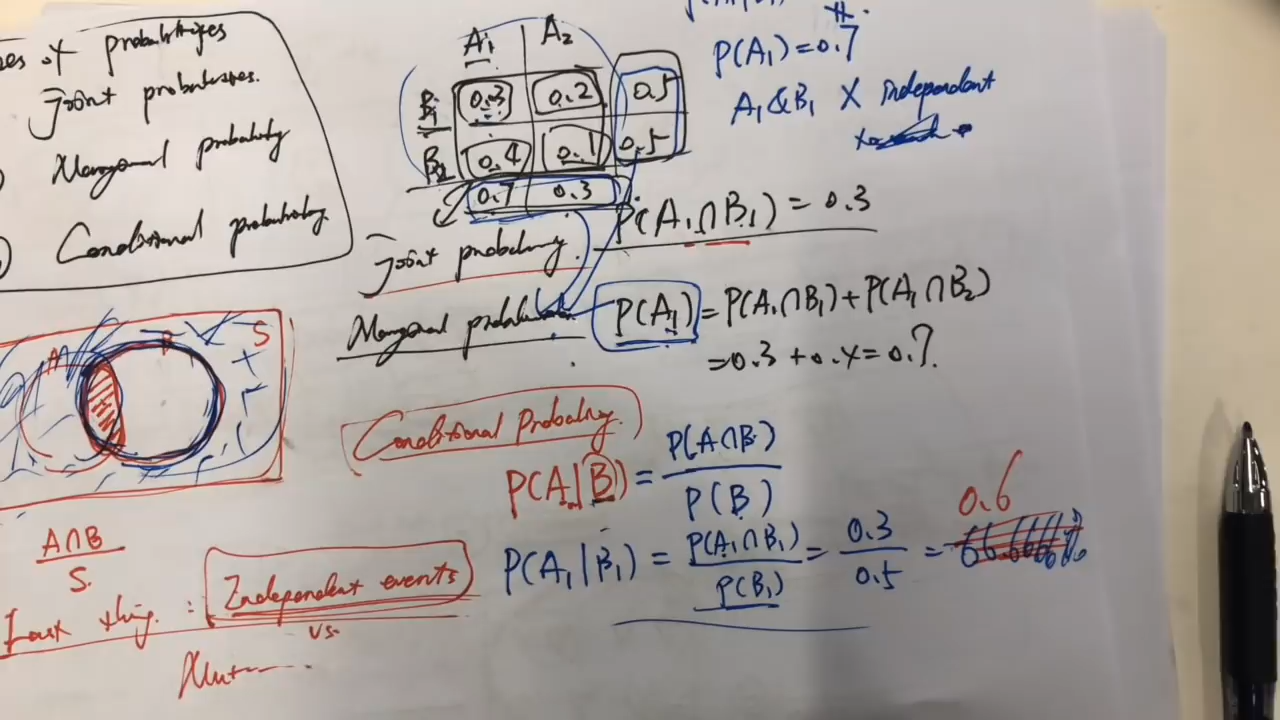 of probabilities
Joint probabilities.
Marginal probability
Conditional probability
A1 A2
B1 0.3 0.2 0.5
B2 0.4 0.1 0.5
0.7 0.3
P(A1)=0.7
A1&B1 X independent
Joint probability. P(A1∩B1)=0.3
Marginal P(A1)=P(A1∩B1)+P(A1∩B2)
=0.3+0.4=0.7.
A B S
Conditional Probability.
P(A|B)=P(A∩B)/P(B)
P(A1|B1)=P(A1∩B1)/P(B1)=0.3/0.5=0.6
A∩B/S.
Last thing: Independent events
vs.